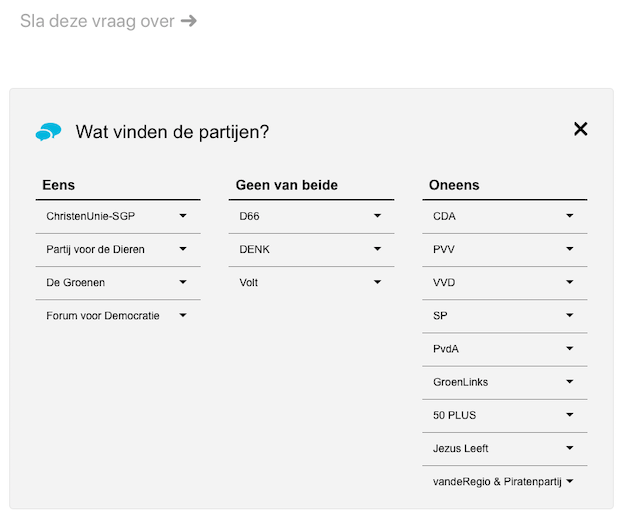 Sla deze vraag over ➔
Wat vinden de partijen?
Eens
ChristenUnie-SGP
Partij voor de Dieren
De Groenen
Forum voor Democratie
Geen van beide
D66
DENK
Volt
Oneens
CDA
PVV
VVD
SP
PvdA
GroenLinks
50 PLUS
Jezus Leeft
vandeRegio & Piratenpartij